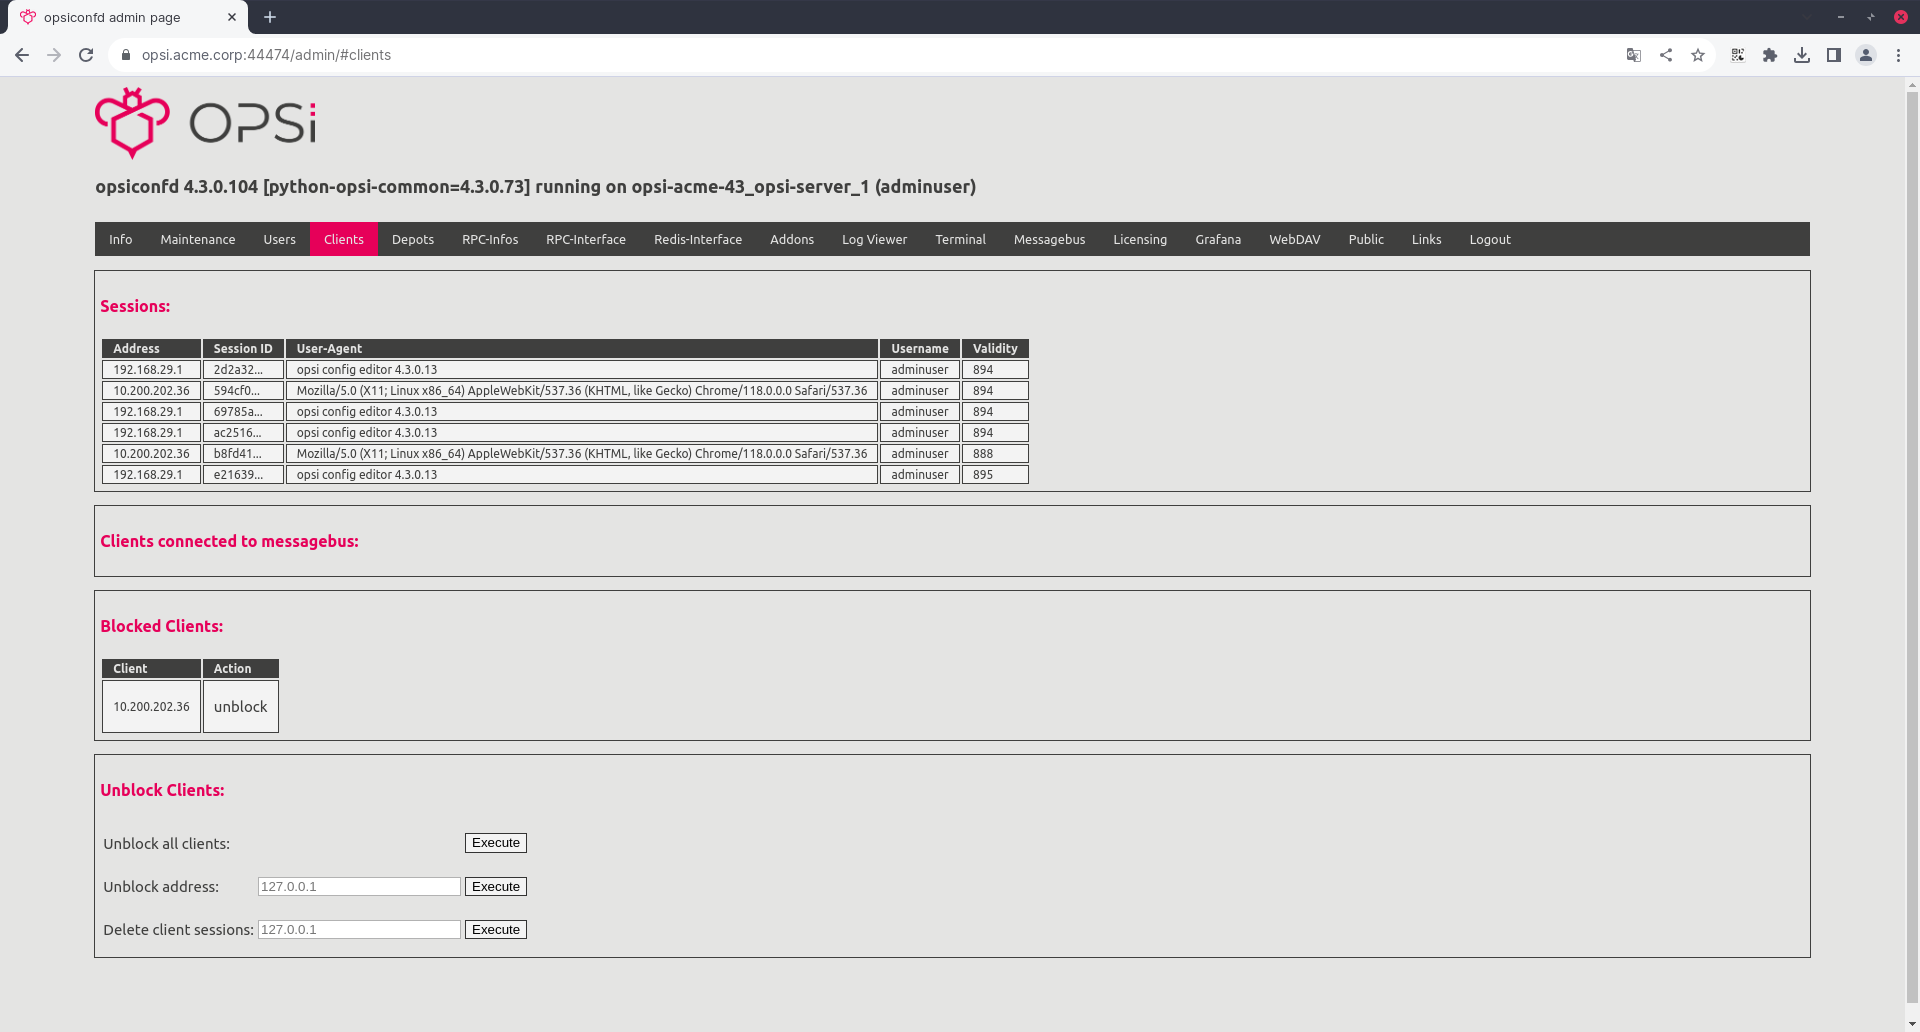 opsiconfd admin page
opsi.acme.corp:44474/admin/#clients
OPSi
opsiconfd 4.3.0.104 [python-opsi-common=4.3.0.73] running on opsi-acme-43_opsi-server_1 (adminuser)
Info Maintenance Users Clients Depots RPC-Infos RPC-Interface Redis-Interface Addons Log Viewer Terminal Messagebus Licensing Grafana WebDAV Public Links Logout
Sessions:
Address Session ID User-Agent Username Validity
192.168.29.1 2d2a32... opsi config editor 4.3.0.13 adminuser 894
10.200.202.36 594cf0... Mozilla/5.0 (X11; Linux x86_64) AppleWebKit/537.36 (KHTML, like Gecko) Chrome/118.0.0.0 Safari/537.36 adminuser 894
192.168.29.1 69785a... opsi config editor 4.3.0.13 adminuser 894
192.168.29.1 ac2516... opsi config editor 4.3.0.13 adminuser 894
10.200.202.36 b8fd41... Mozilla/5.0 (X11; Linux x86_64) AppleWebKit/537.36 (KHTML, like Gecko) Chrome/118.0.0.0 Safari/537.36 adminuser 888
192.168.29.1 e21639... opsi config editor 4.3.0.13 adminuser 895
Clients connected to messagebus:
Blocked Clients:
Client Action
10.200.202.36 unblock
Unblock Clients:
Unblock all clients: Execute
Unblock address: 127.0.0.1 Execute
Delete client sessions: 127.0.0.1 Execute